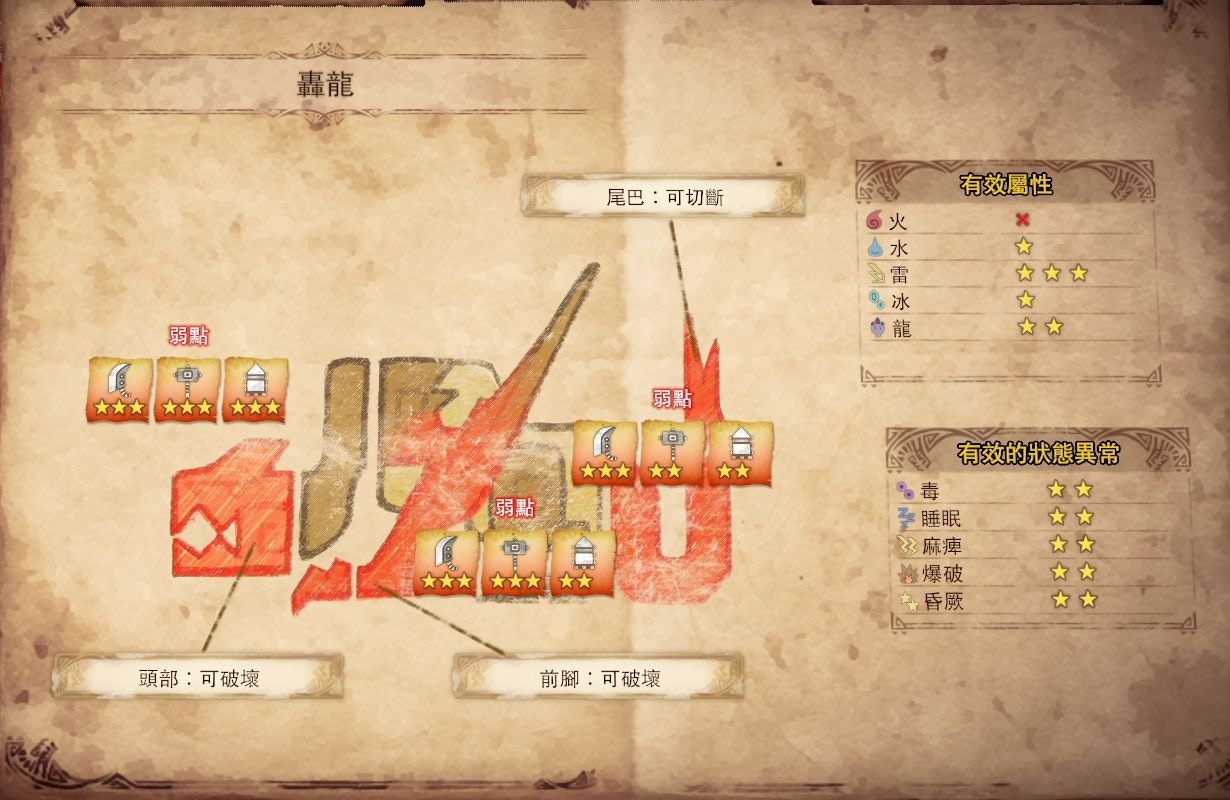 轟龍
尾巴：可切斷
弱點
弱點
弱點
頭部：可破壞
前腳：可破壞
有效屬性
火
水
雷
冰
龍
有效的狀態異常
毒
睡眠
麻痺
爆破
昏厥